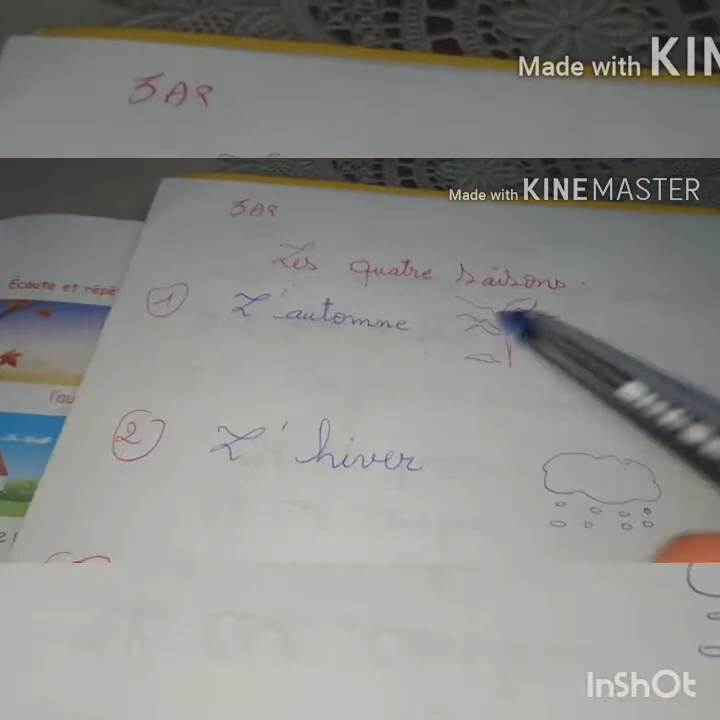 Made with KIN
3AP
Made with KINEMASTER
3AP
Les quatre saisons.
Écoute et répè
1 L'automne
l'au
2 L'hiver
InShOt